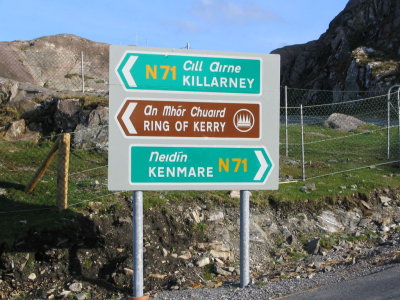 N71 Cill Airne
KILLARNEY
An Mhór Chuaird
RING OF KERRY
Neidín
KENMARE N71